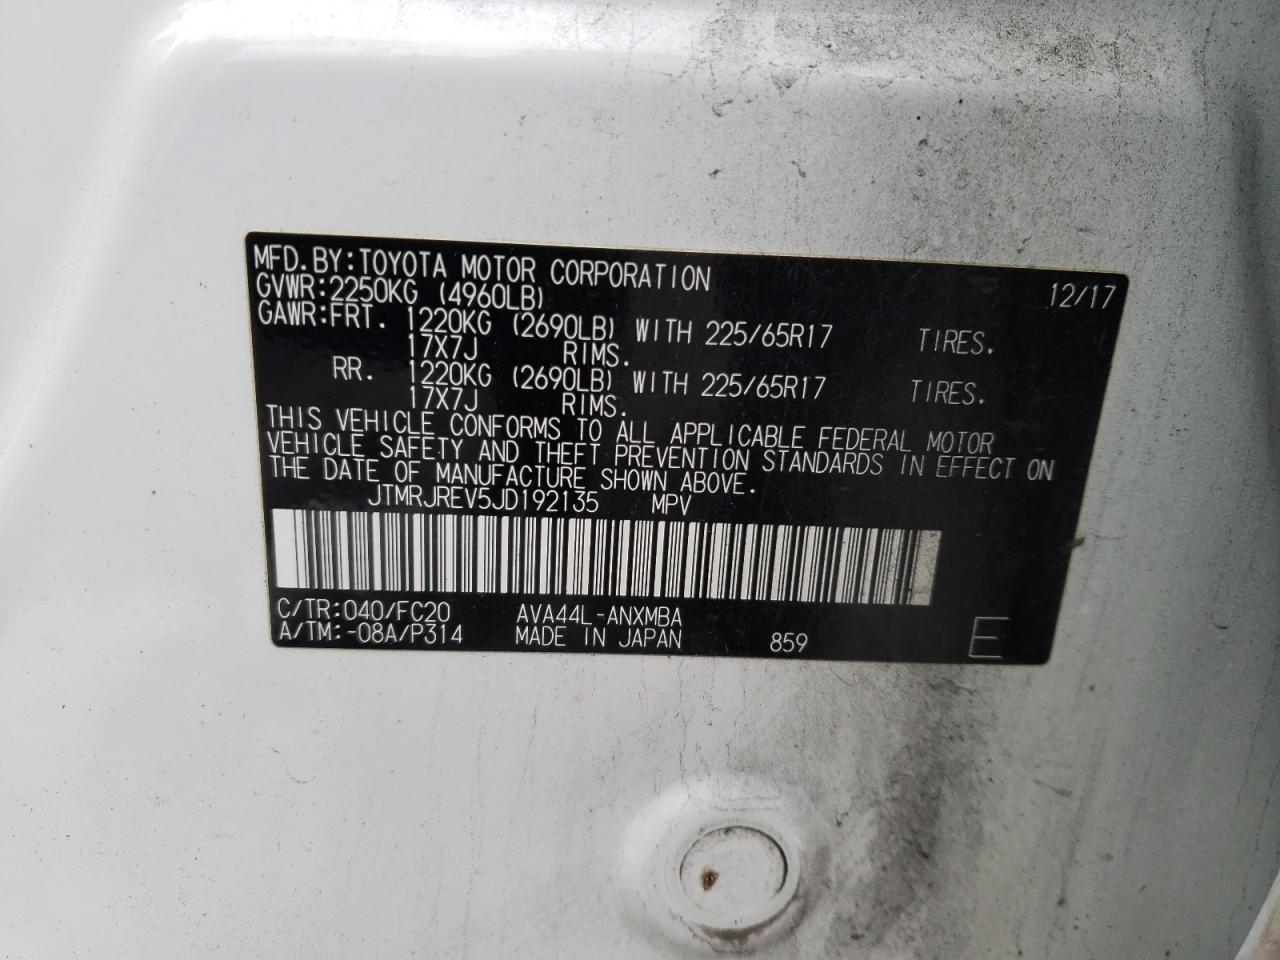 MFD.BY:TOYOTA MOTOR CORPORATION 12/17
GVWR:2250KG (4960LB)
GAWR:FRT. 1220KG (2690LB) WITH 225/65R17 TIRES.
17X7J RIMS.
RR. 1220KG (2690LB) WITH 225/65R17 TIRES.
17X7J RIMS.
THIS VEHICLE CONFORMS TO ALL APPLICABLE FEDERAL MOTOR
VEHICLE SAFETY AND THEFT PREVENTION STANDARDS IN EFFECT ON
THE DATE OF MANUFACTURE SHOWN ABOVE.
JTMRJREV5JD192135 MPV
C/TR:040/FC20 AVA44L-ANXMBA
A/TM:-08A/P314 MADE IN JAPAN 859 E